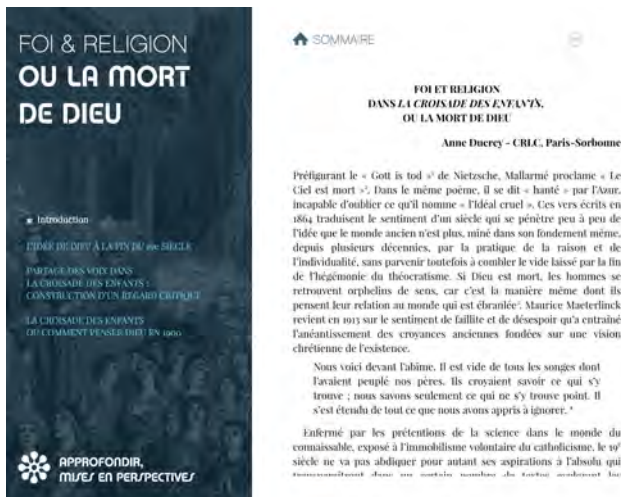 FOI & RELIGION
OU LA MORT
DE DIEU
Introduction
L'IDÉE DE DIEU À LA FIN DU 19e SIÈCLE
PARTAGE DES VOIX DANS
LA CROISADE DES ENFANTS :
CONSTRUCTION D'UN REGARD CRITIQUE
LA CROISADE DES ENFANTS
OU COMMENT PENSER DIEU EN 1900
APPROFONDIR,
MISES EN PERSPECTIVES
SOMMAIRE
FOI ET RELIGION
DANS LA CROISADE DES ENFANTS,
OU LA MORT DE DIEU
Anne Ducrey - CRLC, Paris-Sorbonne
Préfigurant le « Gott is tod » de Nietzsche, Mallarmé proclame « Le
Ciel est mort ». Dans le même poème, il se dit « hanté » par l'Azur,
incapable d'oublier ce qu'il nomme « l'Idéal cruel ». Ces vers écrits en
1864 traduisent le sentiment d'un siècle qui se pénètre peu à peu de
l'idée que le monde ancien n'est plus, miné dans son fondement même,
depuis plusieurs décennies, par la pratique de la raison et de
l'individualité, sans parvenir toutefois à combler le vide laissé par la fin
de l'hégémonie du théocratisme. Si Dieu est mort, les hommes se
retrouvent orphelins de sens, car c'est la manière même dont ils
pensent leur relation au monde qui est ébranlée. Maurice Maeterlinck
revient en 1913 sur le sentiment de faillite et de désespoir qu'a entraîné
l'anéantissement des croyances anciennes fondées sur une vision
chrétienne de l'existence.
Nous voici devant l'abîme. Il est vide de tous les songes dont
l'avaient peuplé nos pères. Ils croyaient savoir ce qui s'y
trouve ; nous savons seulement ce qui ne s'y trouve point. Il
s'est étendu de tout ce que nous avons appris à ignorer.
Enfermé par les prétentions de la science dans le monde du
connaissable, exposé à l'immobilisme volontaire du catholicisme, le 19e
siècle ne va pas abdiquer pour autant ses aspirations à l'absolu qui